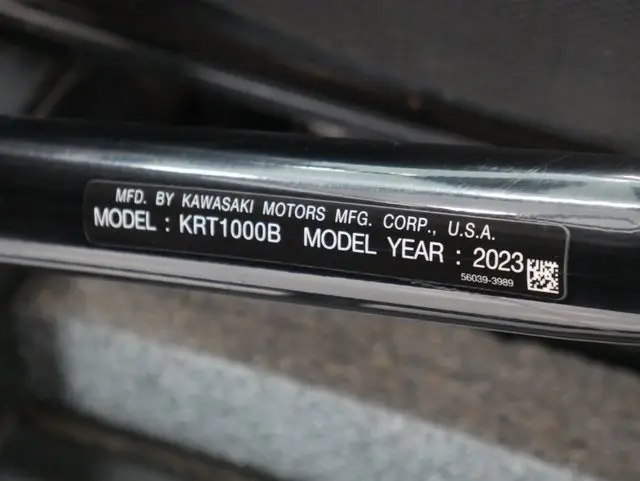 MFD. BY KAWASAKI MOTORS MFG. CORP., U.S.A.
MODEL : KRT1000B MODEL YEAR : 2023
56039-3989